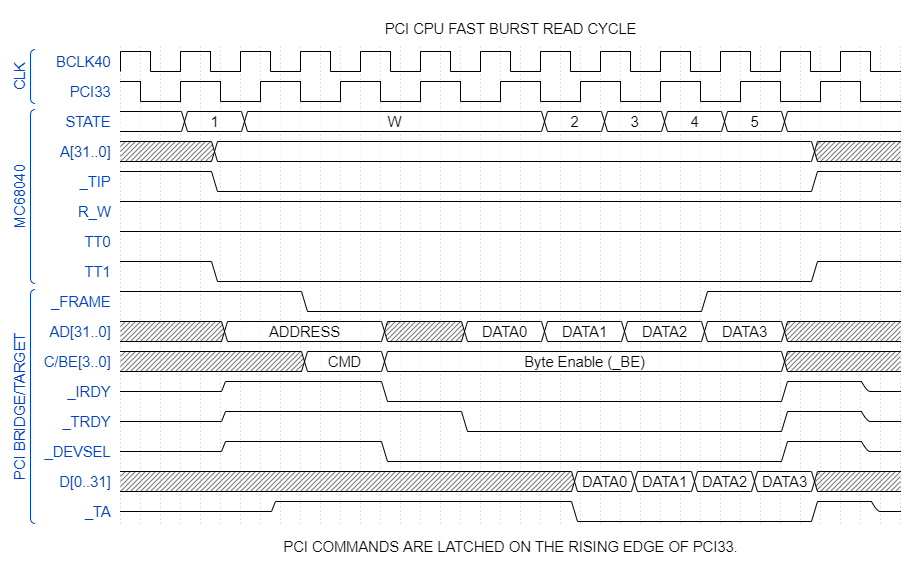 PCI CPU FAST BURST READ CYCLE
CLK
BCLK40
PCI33
MC68040
STATE 1 W 2 3 4 5
A[31..0]
_TIP
R_W
TT0
TT1
PCI BRIDGE/TARGET
_FRAME
AD[31..0] ADDRESS DATA0 DATA1 DATA2 DATA3
C/BE[3..0] CMD Byte Enable (_BE)
_IRDY
_TRDY
_DEVSEL
D[0..31] DATA0 DATA1 DATA2 DATA3
_TA
PCI COMMANDS ARE LATCHED ON THE RISING EDGE OF PCI33.